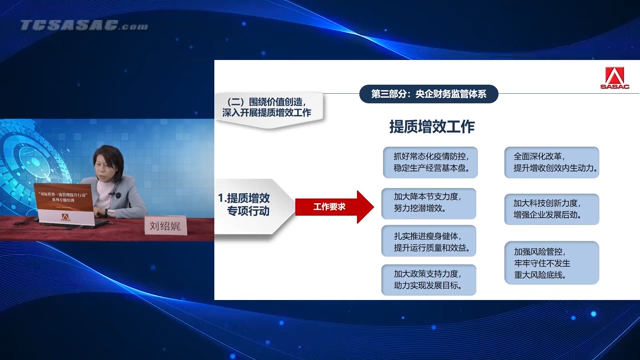 TCSASAC.com
SASAC
第三部分：央企财务监管体系
（二）围绕价值创造，
深入开展提质增效工作
提质增效工作
1.提质增效
专项行动
工作要求
抓好常态化疫情防控，
稳定生产经营基本盘。
加大降本节支力度，
努力挖潜增效。
扎实推进瘦身健体，
提升运行质量和效益。
加大政策支持力度，
助力实现发展目标。
全面深化改革，
提升增收创效内生动力。
加大科技创新力度，
增强企业发展后劲。
加强风险管控，
牢牢守住不发生
重大风险底线。
刘绍娓